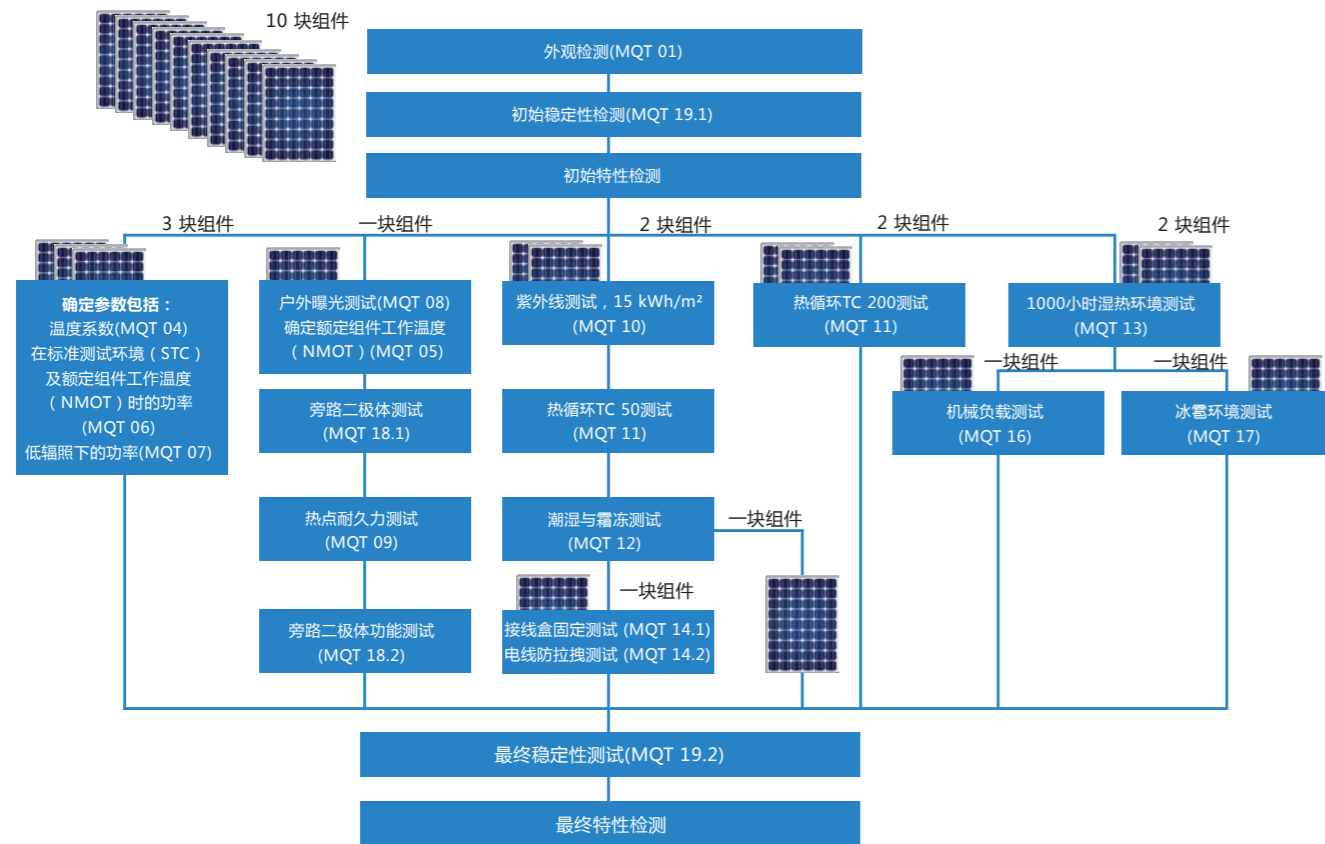 10 块组件
外观检测(MQT 01)
初始稳定性检测(MQT 19.1)
初始特性检测
3 块组件
一块组件
2 块组件
2 块组件
2 块组件
确定参数包括：
温度系数(MQT 04)
在标准测试环境（STC）
及额定组件工作温度
（NMOT）时的功率
(MQT 06)
低辐照下的功率(MQT 07)
户外曝光测试(MQT 08)
确定额定组件工作温度
（NMOT）(MQT 05)
旁路二极体测试
(MQT 18.1)
热点耐久力测试
(MQT 09)
旁路二极体功能测试
(MQT 18.2)
紫外线测试，15 kWh/m²
(MQT 10)
热循环TC 50测试
(MQT 11)
潮湿与霜冻测试
(MQT 12)
一块组件
一块组件
接线盒固定测试 (MQT 14.1)
电线防拉拽测试 (MQT 14.2)
热循环TC 200测试
(MQT 11)
1000小时湿热环境测试
(MQT 13)
一块组件
一块组件
机械负载测试
(MQT 16)
冰雹环境测试
(MQT 17)
最终稳定性测试(MQT 19.2)
最终特性检测